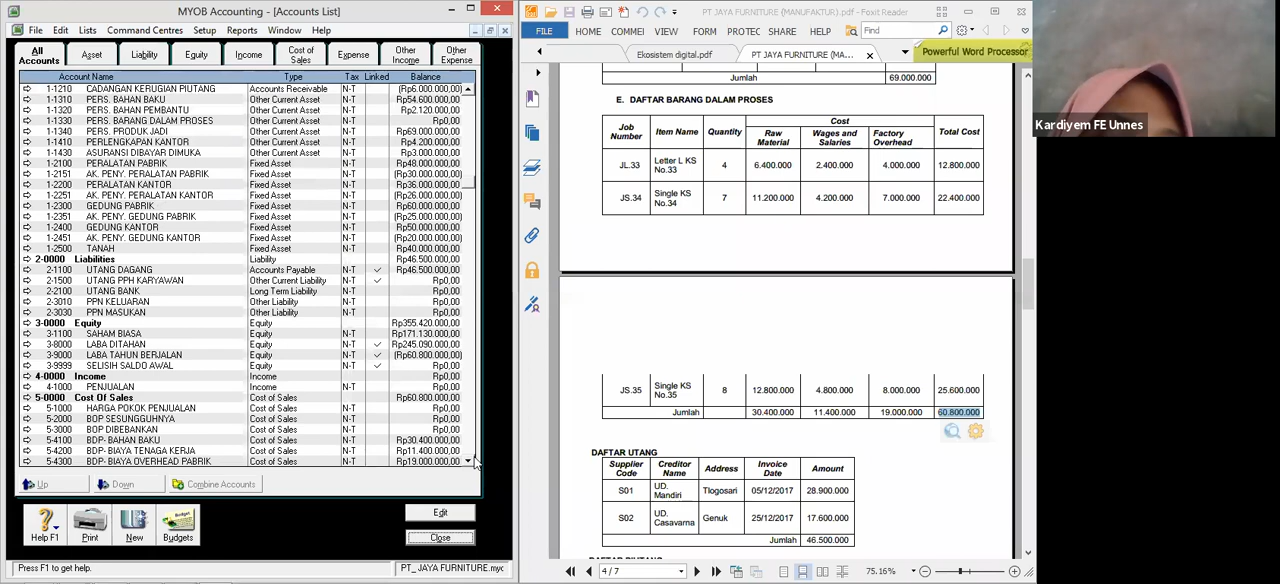 MYOB Accounting - [Accounts List]
File Edit Lists Command Centres Setup Reports Window Help
All Accounts Asset Liability Equity Income Cost of Sales Expense Other Income Other Expense
Account Name Type Tax Linked Balance
1-1210 CADANGAN KERUGIAN PIUTANG Accounts Receivable N-T (Rp6.000.000,00)
1-1310 PERS. BAHAN BAKU Other Current Asset N-T Rp54.600.000,00
1-1320 PERS. BAHAN PEMBANTU Other Current Asset N-T Rp2.120.000,00
1-1330 PERS. BARANG DALAM PROSES Other Current Asset N-T Rp0,00
1-1340 PERS. PRODUK JADI Other Current Asset N-T Rp69.000.000,00
1-1410 PERLENGKAPAN KANTOR Other Current Asset N-T Rp4.200.000,00
1-1430 ASURANSI DIBAYAR DIMUKA Other Current Asset N-T Rp3.000.000,00
1-2100 PERALATAN PABRIK Fixed Asset N-T Rp48.000.000,00
1-2151 AK. PENY. PERALATAN PABRIK Fixed Asset N-T (Rp30.000.000,00)
1-2200 PERALATAN KANTOR Fixed Asset N-T Rp36.000.000,00
1-2251 AK. PENY. PERALATAN KANTOR Fixed Asset N-T (Rp26.000.000,00)
1-2300 GEDUNG PABRIK Fixed Asset N-T Rp60.000.000,00
1-2351 AK. PENY. GEDUNG PABRIK Fixed Asset N-T (Rp25.000.000,00)
1-2400 GEDUNG KANTOR Fixed Asset N-T Rp50.000.000,00
1-2451 AK. PENY. GEDUNG KANTOR Fixed Asset N-T (Rp20.000.000,00)
1-2500 TANAH Fixed Asset N-T Rp40.000.000,00
2-0000 Liabilities Liability Rp46.500.000,00
2-1100 UTANG DAGANG Accounts Payable N-T Rp46.500.000,00
2-1500 UTANG PPH KARYAWAN Other Current Liability N-T Rp0,00
2-2100 UTANG BANK Long Term Liability N-T Rp0,00
2-3010 PPN KELUARAN Other Liability N-T Rp0,00
2-3030 PPN MASUKAN Other Liability N-T Rp0,00
3-0000 Equity Equity Rp355.420.000,00
3-1100 SAHAM BIASA Equity N-T Rp171.130.000,00
3-8000 LABA DITAHAN Equity N-T Rp245.090.000,00
3-9000 LABA TAHUN BERJALAN Equity N-T (Rp60.800.000,00)
3-9999 SELISIH SALDO AWAL Equity N-T Rp0,00
4-0000 Income Income Rp0,00
4-1000 PENJUALAN Income N-T Rp0,00
5-0000 Cost Of Sales Cost of Sales Rp60.800.000,00
5-1000 HARGA POKOK PENJUALAN Cost of Sales N-T Rp0,00
5-2000 BOP SESUNGGUHNYA Cost of Sales N-T Rp0,00
5-3000 BOP DIBEBANKAN Cost of Sales N-T Rp0,00
5-4100 BDP- BAHAN BAKU Cost of Sales N-T Rp30.400.000,00
5-4200 BDP- BIAYA TENAGA KERJA Cost of Sales N-T Rp11.400.000,00
5-4300 BDP- BIAYA OVERHEAD PABRIK Cost of Sales N-T Rp19.000.000,00
Up Down Combine Accounts
Help F1 Print New Budgets Edit Close
Press F1 to get help. PT_ JAYA FURNITURE.myo
PT JAYA FURNITURE (MANUFAKTUR).pdf - Foxit Reader
FILE HOME COMMEI VIEW FORM PROTEC SHARE HELP Find
Ekosistem digital.pdf PT JAYA FURNITURE (MA... Powerful Word Processor
Jumlah 69.000.000
E. DAFTAR BARANG DALAM PROSES
Job Number Item Name Quantity Cost Total Cost
Raw Material Wages and Salaries Factory Overhead
JL.33 Letter L KS No.33 4 6.400.000 2.400.000 4.000.000 12.800.000
JS.34 Single KS No.34 7 11.200.000 4.200.000 7.000.000 22.400.000
JS.35 Single KS No.35 8 12.800.000 4.800.000 8.000.000 25.600.000
Jumlah 30.400.000 11.400.000 19.000.000 60.800.000
DAFTAR UTANG
Supplier Code Creditor Name Address Invoice Date Amount
S01 UD. Mandiri Tlogosari 05/12/2017 28.900.000
S02 UD. Casavarna Genuk 25/12/2017 17.600.000
Jumlah 46.500.000
4 / 7 75.16%
Kardiyem FE Unnes